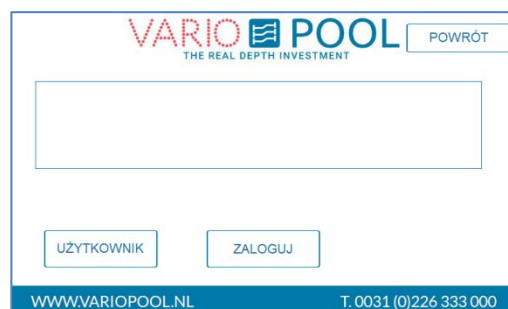 VARIO POOL
THE REAL DEPTH INVESTMENT
POWRÓT
UŻYTKOWNIK
ZALOGUJ
WWW.VARIOPOOL.NL
T. 0031 (0)226 333 000